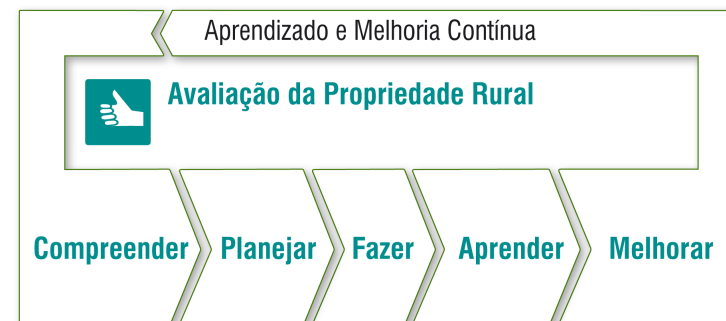 Aprendizado e Melhoria Contínua
Avaliação da Propriedade Rural
Compreender Planejar Fazer Aprender Melhorar